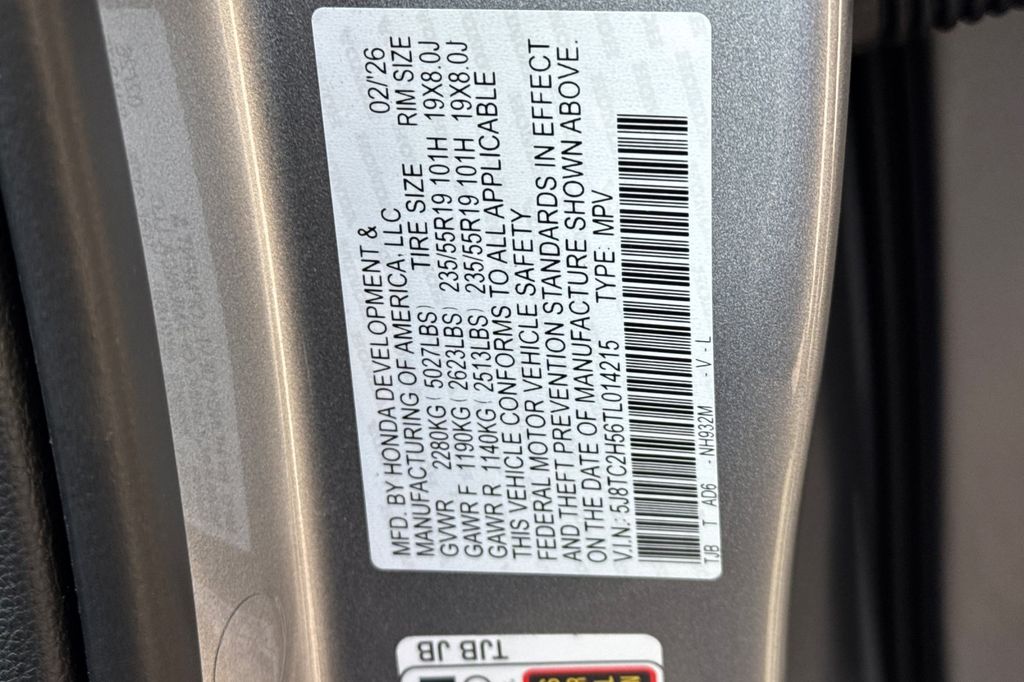 MFD. BY HONDA DEVELOPMENT & 02/'26
MANUFACTURING OF AMERICA, LLC
TIRE SIZE RIM SIZE
GVWR 2280KG ( 5027LBS)
GAWR F 1190KG ( 2623LBS) 235/55R19 101H 19X8.0J
GAWR R 1140KG ( 2513LBS) 235/55R19 101H 19X8.0J
THIS VEHICLE CONFORMS TO ALL APPLICABLE
FEDERAL MOTOR VEHICLE SAFETY
AND THEFT PREVENTION STANDARDS IN EFFECT
ON THE DATE OF MANUFACTURE SHOWN ABOVE.
V.I.N.: 5J8TC2H56TL014215 TYPE: MPV
TJB T AD6 - NH932M - V - L
TJB JB